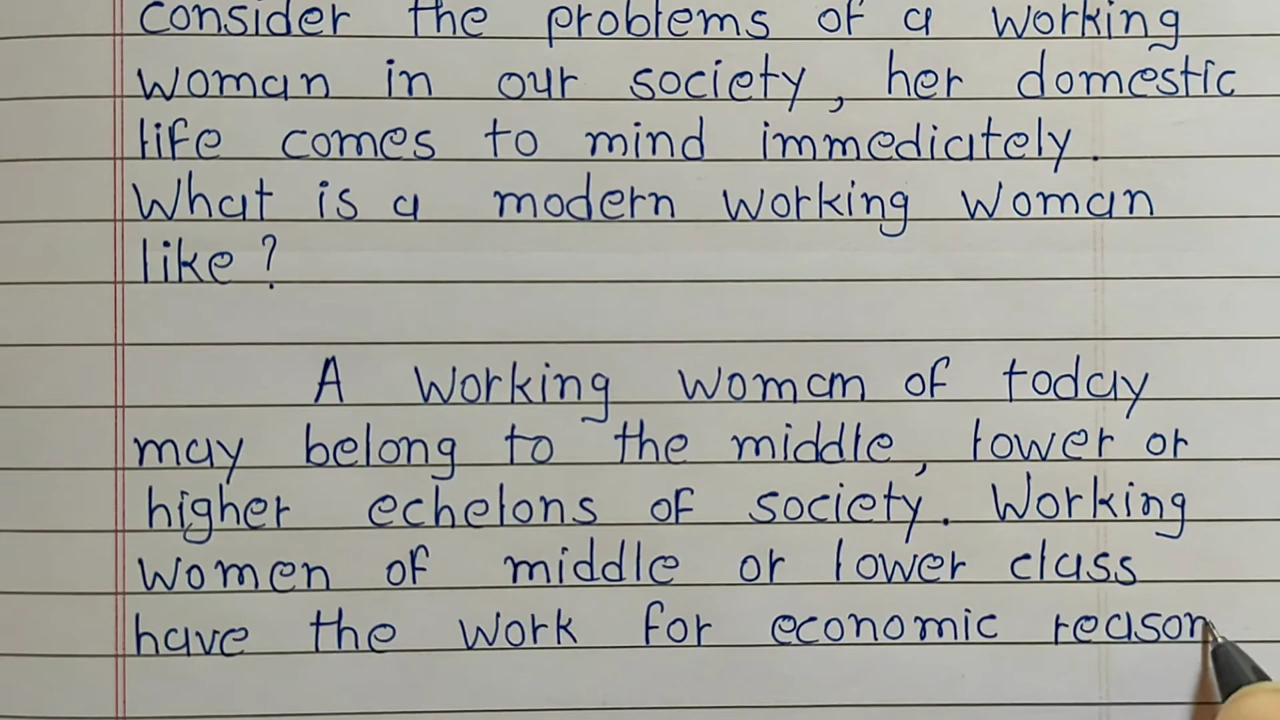 consider the problems of a working
woman in our society, her domestic
life comes to mind immediately.
What is a modern working woman
like?
A working woman of today
may belong to the middle, lower or
higher echelons of society. Working
women of middle or lower class
have the work for economic reason